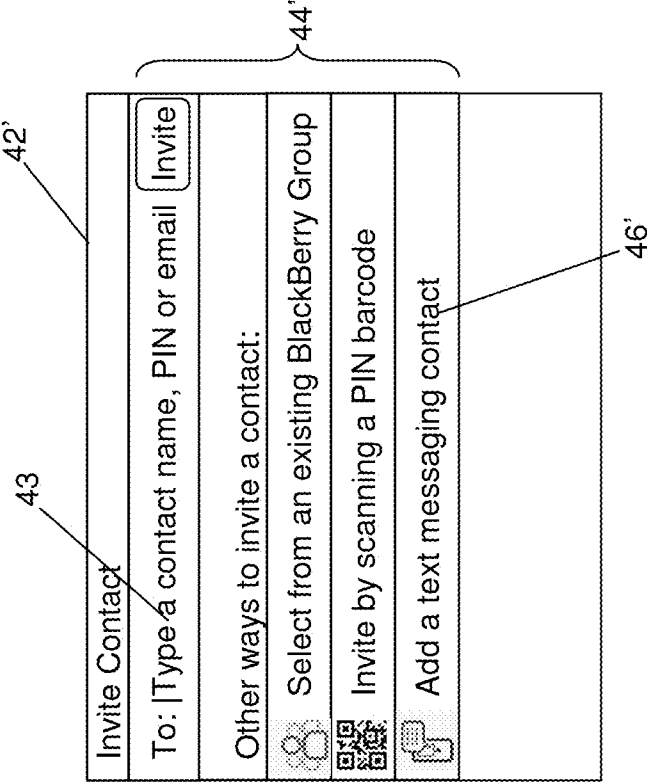 42'
Invite Contact
43
To: |Type a contact name, PIN or email
Invite
44'
Other ways to invite a contact:
Select from an existing BlackBerry Group
Invite by scanning a PIN barcode
Add a text messaging contact
46'